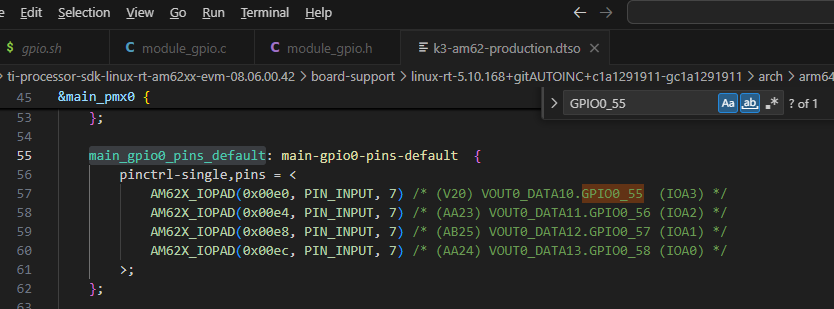 Edit Selection View Go Run Terminal Help
gpio.sh C module_gpio.c C module_gpio.h k3-am62-production.dtso
ti-processor-sdk-linux-rt-am62xx-evm-08.06.00.42 > board-support > linux-rt-5.10.168+gitAUTOINC+c1a1291911-gc1a1291911 > arch > arm64
45 &main_pmx0 {
GPIO0_55 Aa ab .* ? of 1
53 };
54
55 main_gpio0_pins_default: main-gpio0-pins-default {
56 pinctrl-single,pins = <
57 AM62X_IOPAD(0x00e0, PIN_INPUT, 7) /* (V20) VOUT0_DATA10.GPIO0_55 (IOA3) */
58 AM62X_IOPAD(0x00e4, PIN_INPUT, 7) /* (AA23) VOUT0_DATA11.GPIO0_56 (IOA2) */
59 AM62X_IOPAD(0x00e8, PIN_INPUT, 7) /* (AB25) VOUT0_DATA12.GPIO0_57 (IOA1) */
60 AM62X_IOPAD(0x00ec, PIN_INPUT, 7) /* (AA24) VOUT0_DATA13.GPIO0_58 (IOA0) */
61 >;
62 };
63